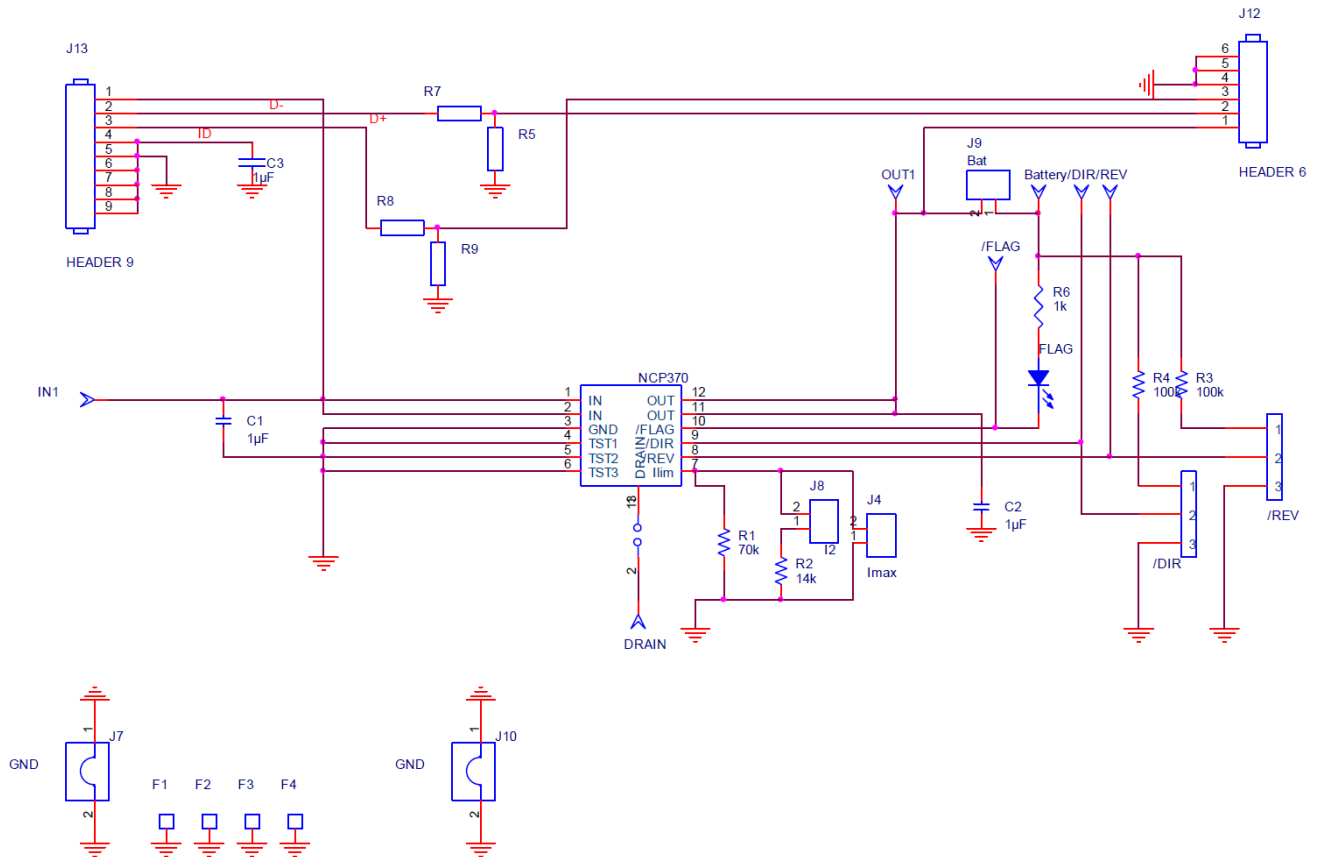 J12
J13
6
5
4
3
2
1
HEADER 6
1
2
3
4
5
6
7
8
9
HEADER 9
D-
D+
ID
R7
R5
C3
1µF
R8
R9
J9
Bat
2
1
OUT1
Battery/DIR/REV
/FLAG
R6
1k
FLAG
R4
100k
R3
100k
IN1
C1
1µF
NCP370
1 IN OUT 12
2 IN OUT 11
3 GND /FLAG 10
4 TST1 /DIR 9
5 TST2 /REV 8
6 TST3 Ilim 7
DRAIN
13
2
DRAIN
R1
70k
J8
2
1
I2
R2
14k
J4
2
1
Imax
C2
1µF
1
2
3
/REV
1
2
3
/DIR
1
J7
GND
2
F1 F2 F3 F4
1
J10
GND
2